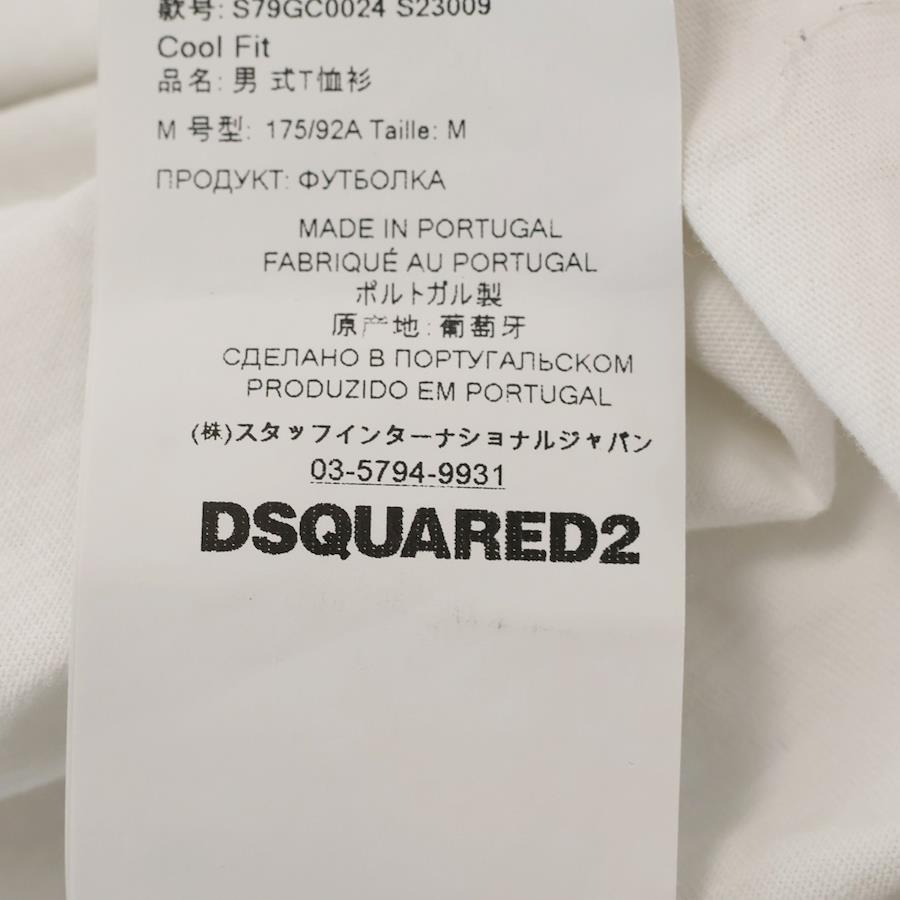 款号: S79GC0024 S23009
Cool Fit
品名: 男 式T恤衫
M 号型: 175/92A Taille: M
ПРОДУКТ: ФУТБОЛКА
MADE IN PORTUGAL
FABRIQUÉ AU PORTUGAL
ポルトガル製
原产地: 葡萄牙
СДЕЛАНО В ПОРТУГАЛЬСКОМ
PRODUZIDO EM PORTUGAL
(株)スタッフインターナショナルジャパン
03-5794-9931
DSQUARED2